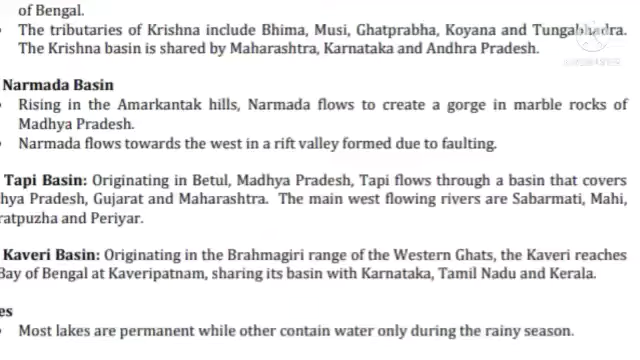 of Bengal.
The tributaries of Krishna include Bhima, Musi, Ghatprabha, Koyana and Tungabhadra.
The Krishna basin is shared by Maharashtra, Karnataka and Andhra Pradesh.
Narmada Basin
Rising in the Amarkantak hills, Narmada flows to create a gorge in marble rocks of
Madhya Pradesh.
Narmada flows towards the west in a rift valley formed due to faulting.
Tapi Basin: Originating in Betul, Madhya Pradesh, Tapi flows through a basin that covers
hya Pradesh, Gujarat and Maharashtra. The main west flowing rivers are Sabarmati, Mahi,
ratpuzha and Periyar.
Kaveri Basin: Originating in the Brahmagiri range of the Western Ghats, the Kaveri reaches
Bay of Bengal at Kaveripatnam, sharing its basin with Karnataka, Tamil Nadu and Kerala.
es
• Most lakes are permanent while other contain water only during the rainy season.